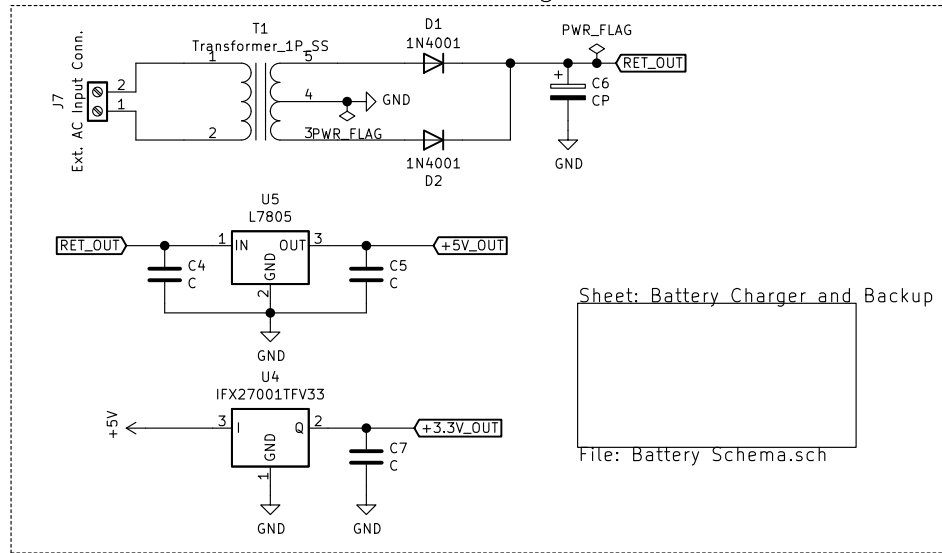 T1
Transformer_1P_SS
D1
1N4001
PWR_FLAG
RET_OUT
J7
Ext. AC Input Conn.
2
1
1
2
5
4
3
GND
PWR_FLAG
+
C6
CP
GND
1N4001
D2
U5
L7805
RET_OUT
1
IN
OUT
3
+5V_OUT
GND
2
C4
C
C5
C
GND
Sheet: Battery Charger and Backup
File: Battery Schema.sch
U4
IFX27001TFV33
+5V
3
I
Q
2
+3.3V_OUT
GND
1
C7
C
GND
GND